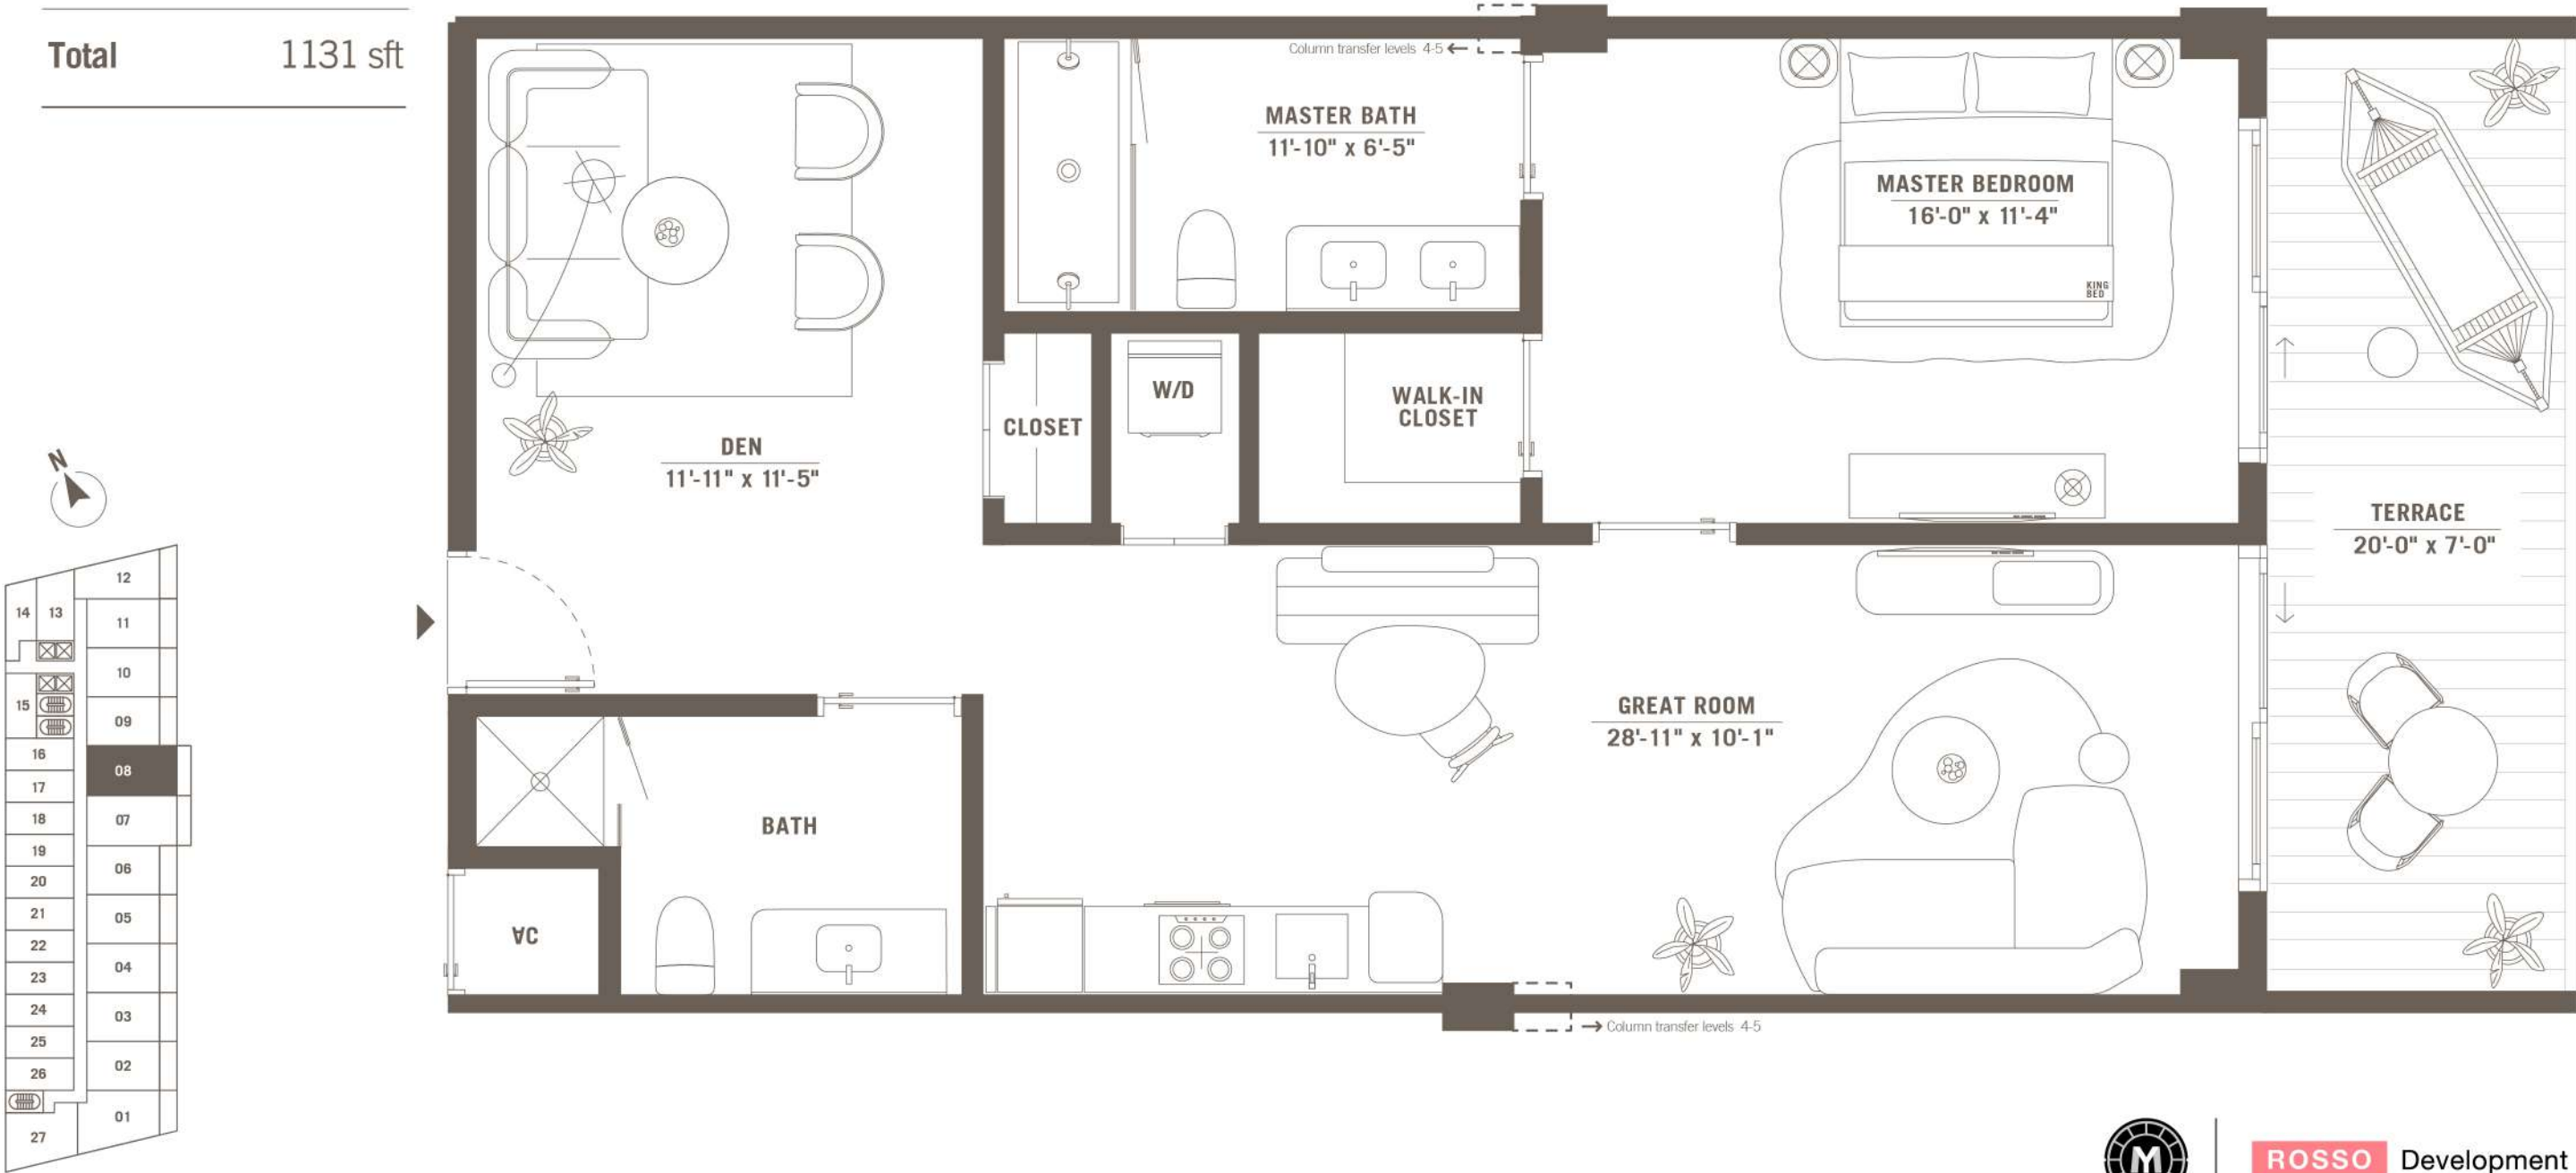 Total 1131 sft
Column transfer levels 4-5
MASTER BATH
11'-10" x 6'-5"
MASTER BEDROOM
16'-0" x 11'-4"
KING
BED
W/D
CLOSET
WALK-IN
CLOSET
DEN
11'-11" x 11'-5"
TERRACE
20'-0" x 7'-0"
GREAT ROOM
28'-11" x 10'-1"
BATH
AC
Column transfer levels 4-5
N
12
14 13
11
10
15
09
16
08
17
18
07
19
06
20
21
05
22
04
23
24
03
25
02
26
01
27
M
ROSSO Development